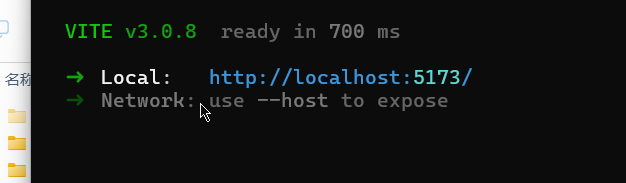 VITE v3.0.8 ready in 700 ms
名称
➜ Local: http://localhost:5173/
➜ Network: use --host to expose